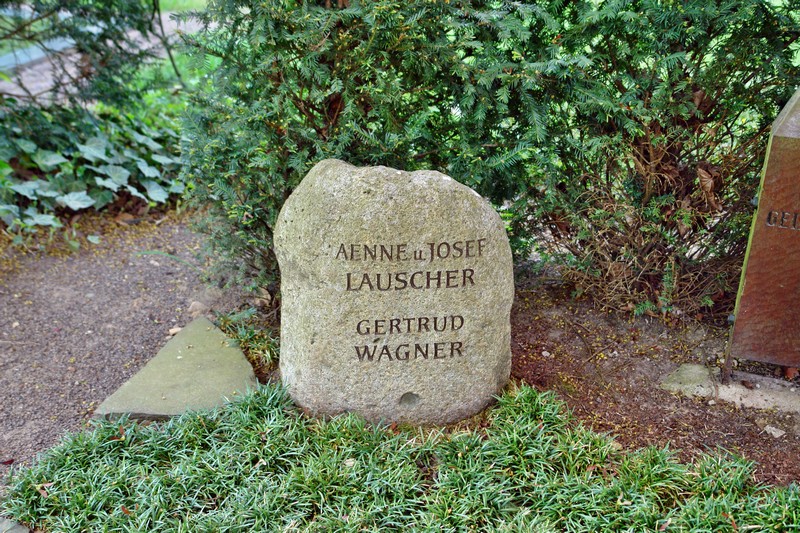 AENNE u. JOSEF
LAUSCHER
GERTRUD
WAGNER